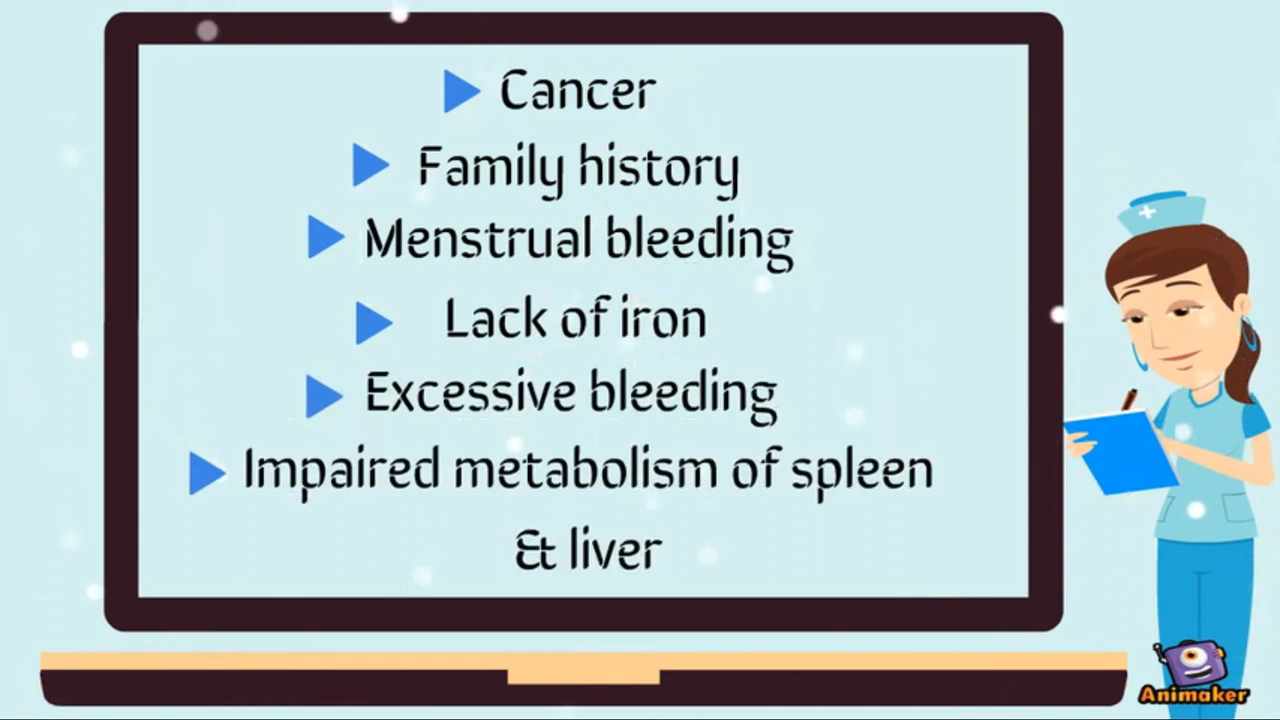 Cancer
Family history
Menstrual bleeding
Lack of iron
Excessive bleeding
Impaired metabolism of spleen
& liver
Animaker